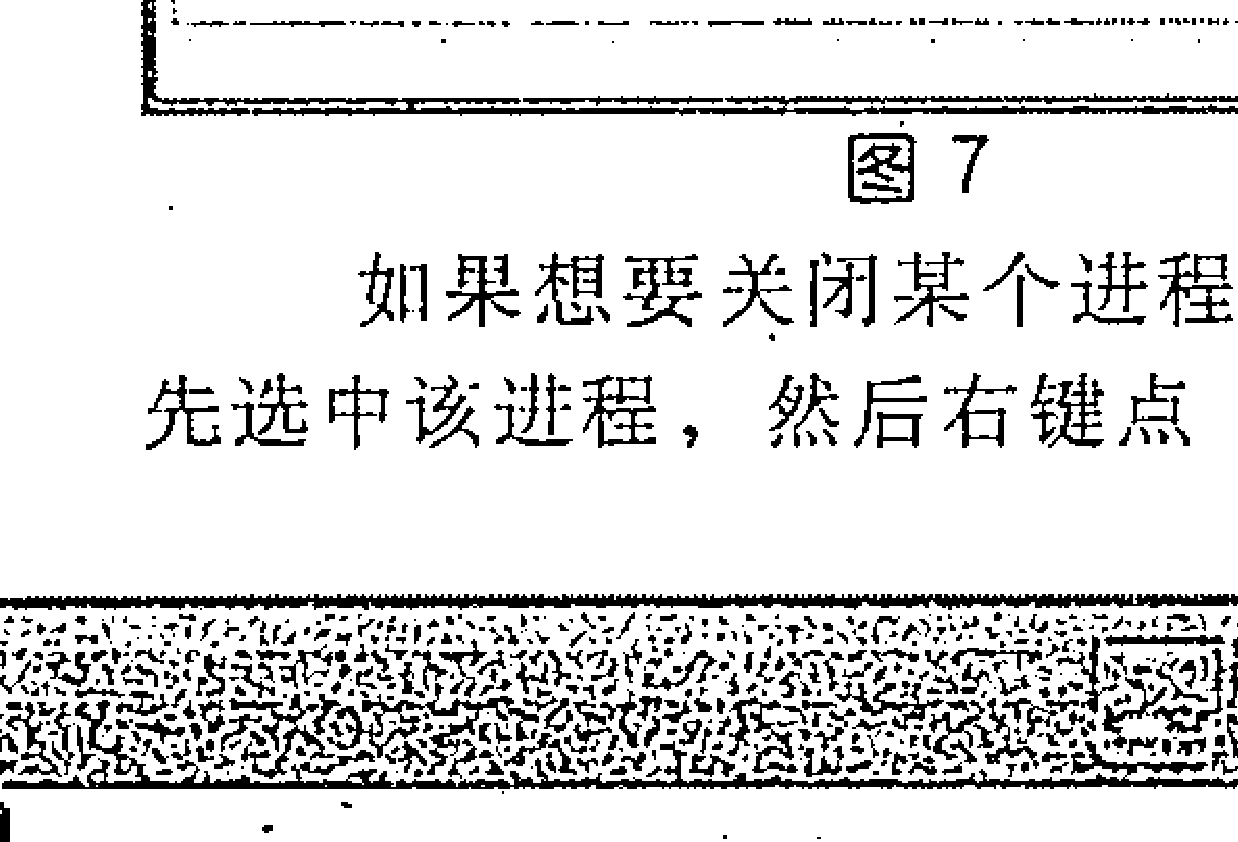 图 7
如果想要关闭某个进程
先选中该进程，然后右键点